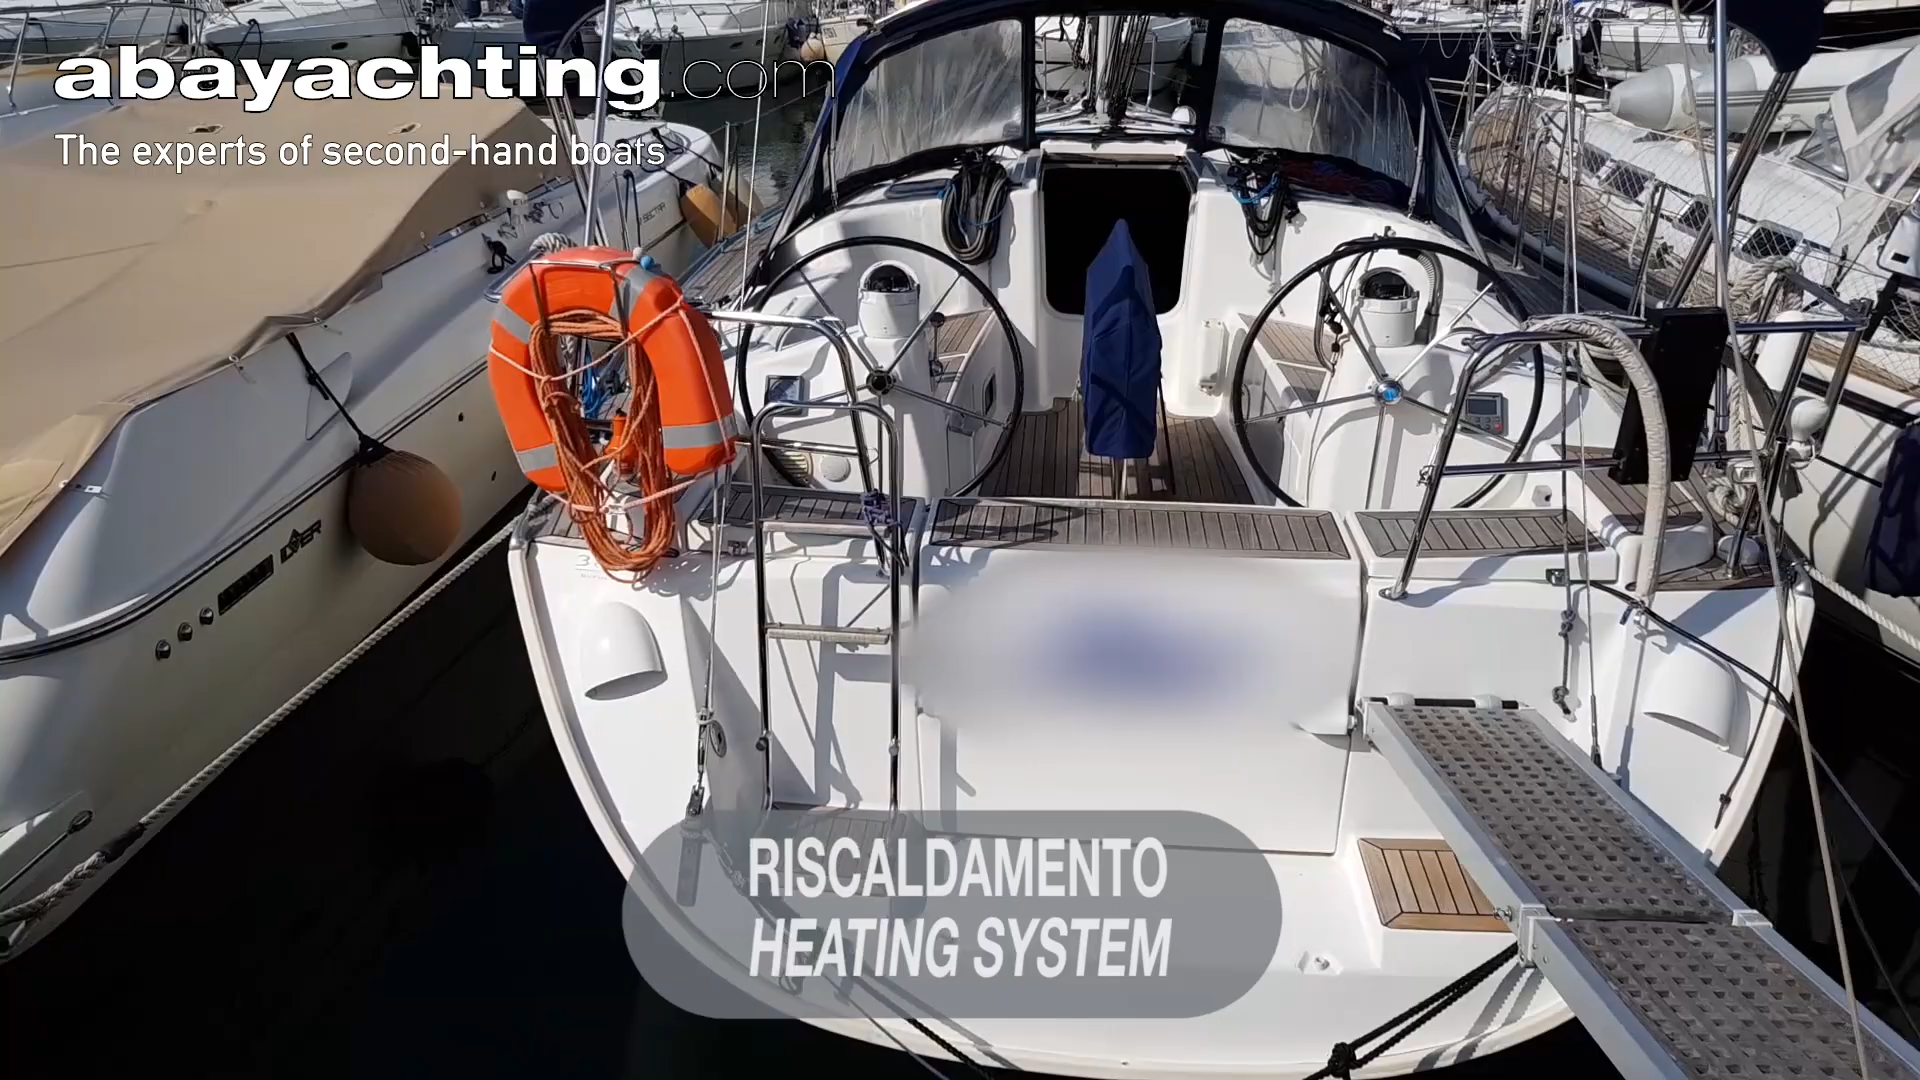 abayachting.com
The experts of second-hand boats
RISCALDAMENTO
HEATING SYSTEM